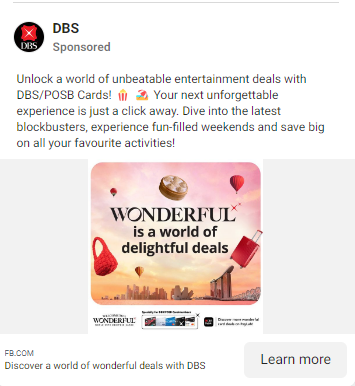 DBS
DBS
Sponsored
Unlock a world of unbeatable entertainment deals with
DBS/POSB Cards! 🍿 🏖️ Your next unforgettable
experience is just a click away. Dive into the latest
blockbusters, experience fun-filled weekends and save big
on all your favourite activities!
WONDERFUL
is a world of
delightful deals
WONDERFUL
FB.COM
Discover a world of wonderful deals with DBS
Learn more